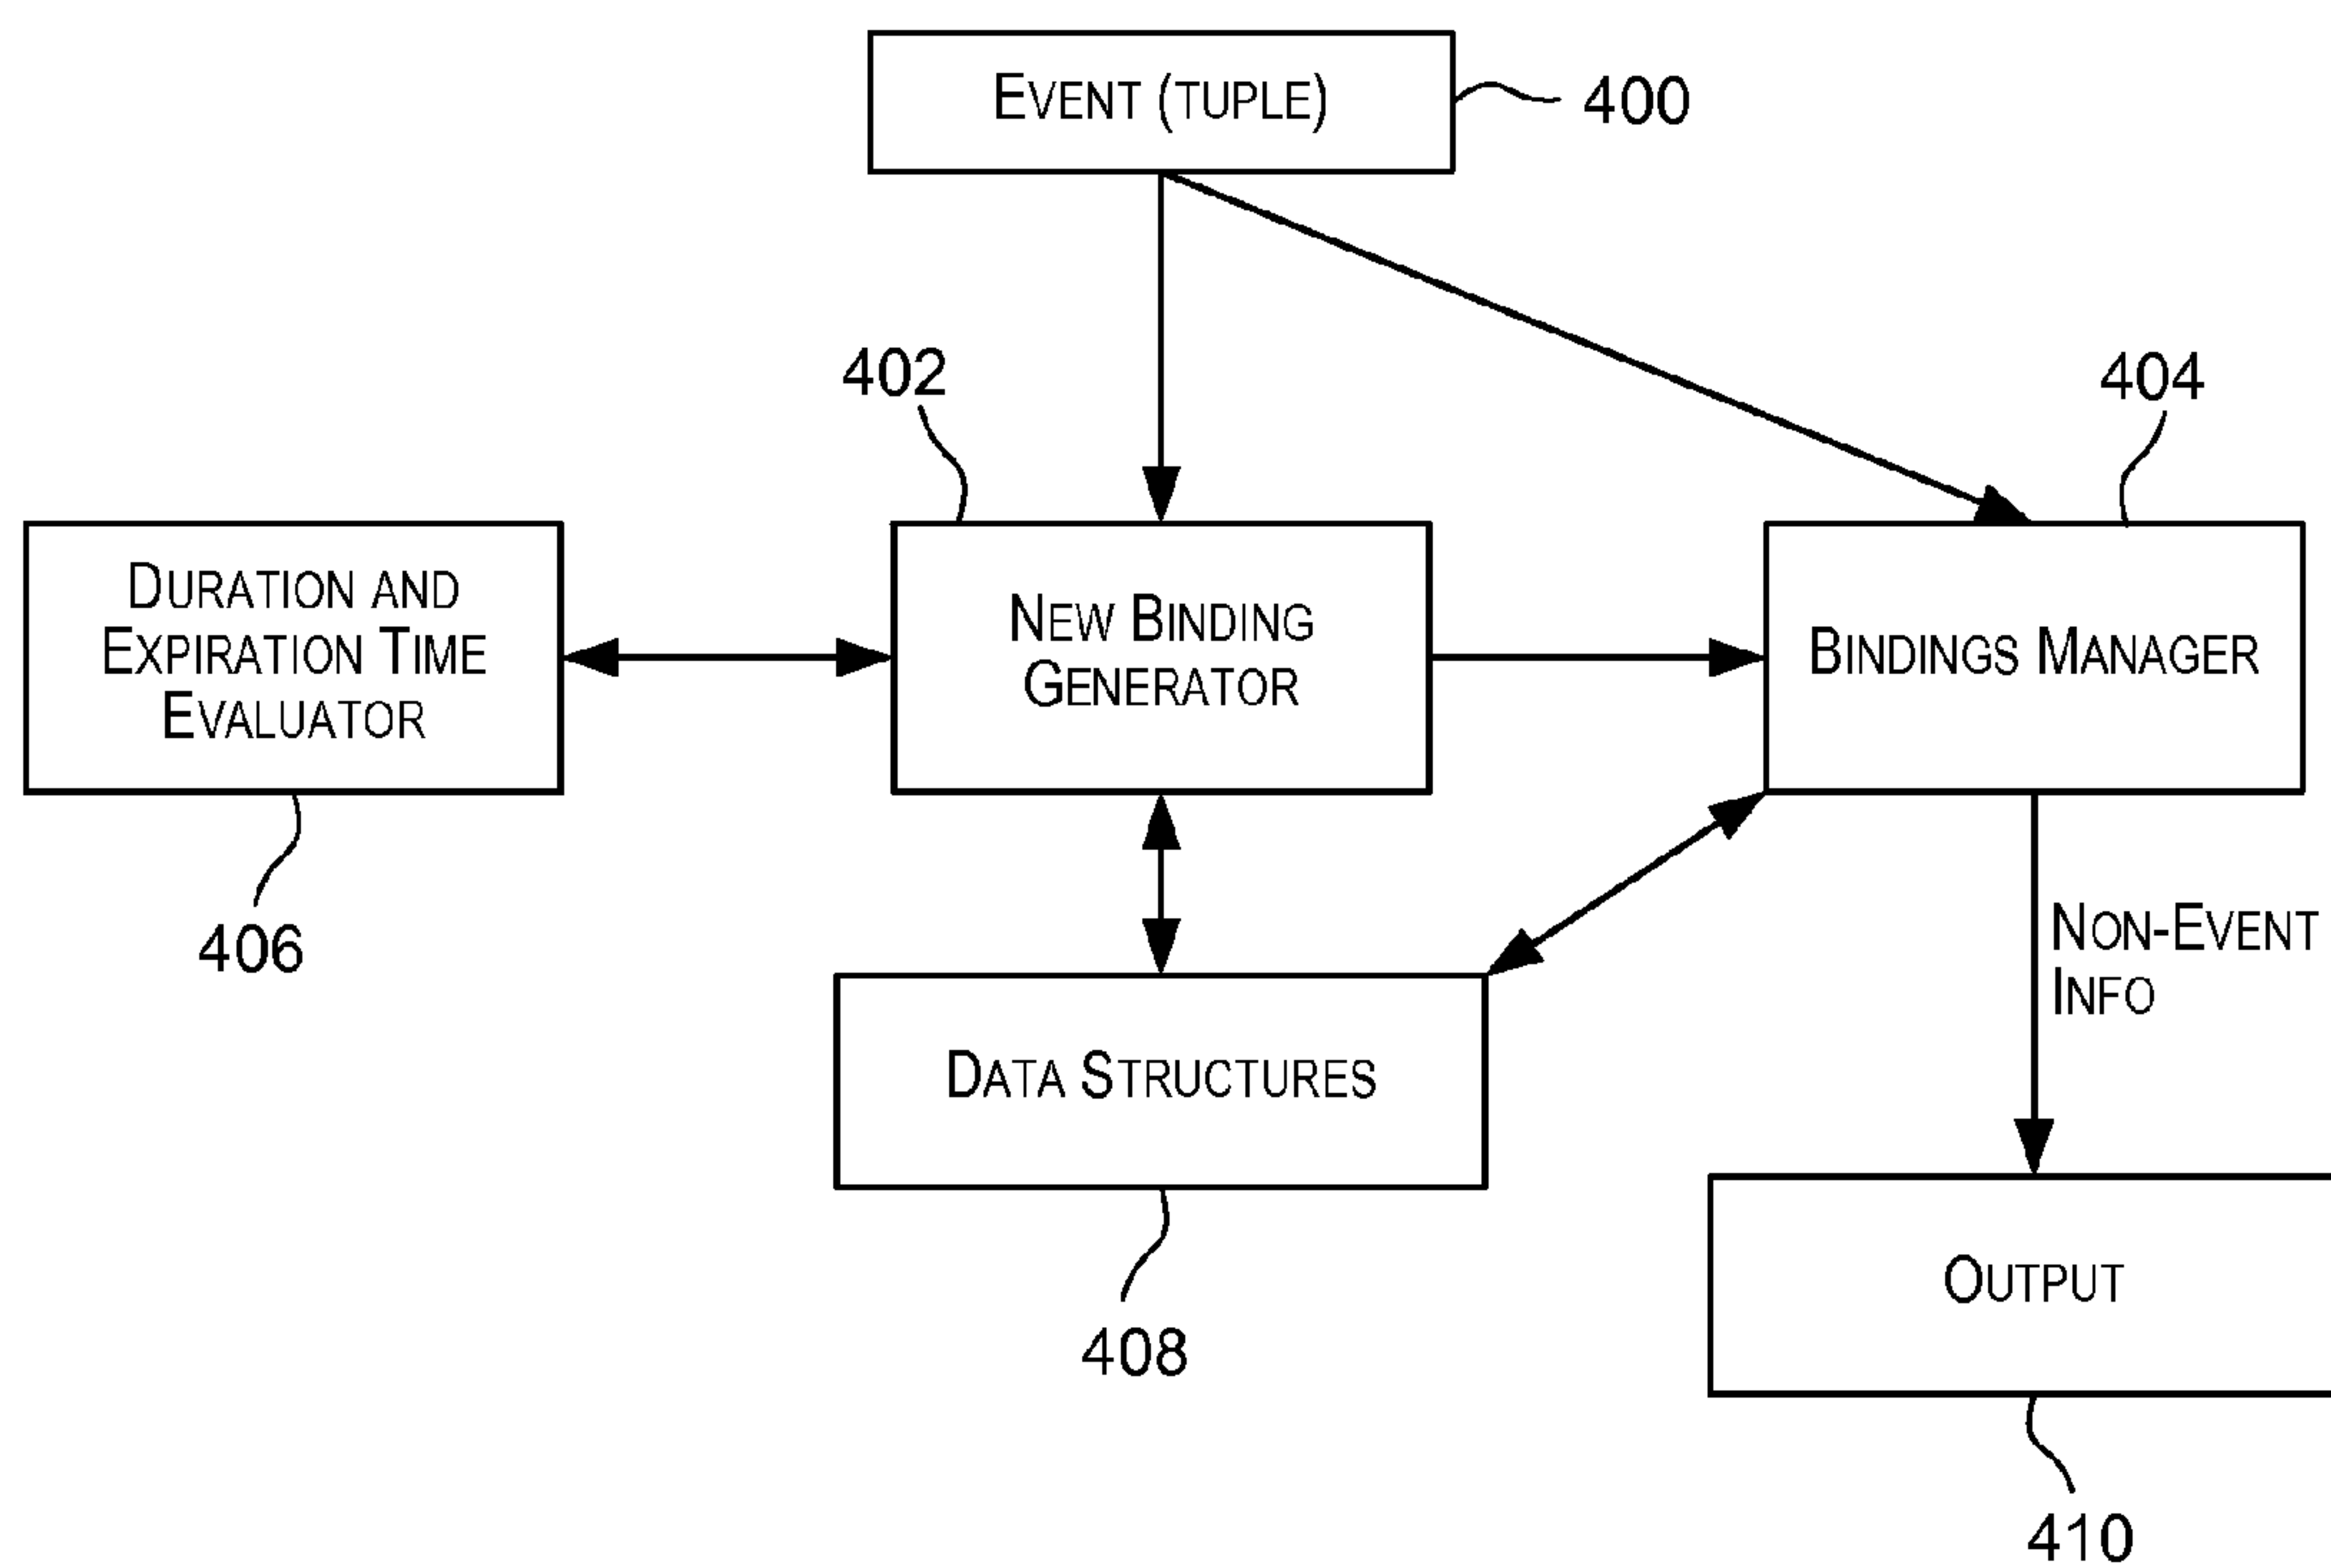 EVENT (TUPLE)
400
402
404
DURATION AND
EXPIRATION TIME
EVALUATOR
NEW BINDING
GENERATOR
BINDINGS MANAGER
406
NON-EVENT
INFO
DATA STRUCTURES
OUTPUT
408
410